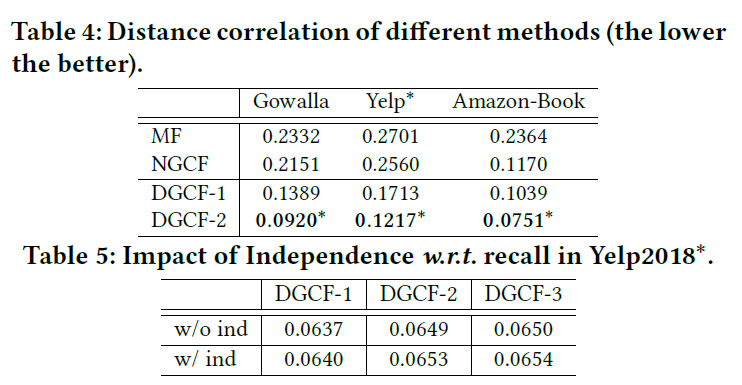 Table 4: Distance correlation of different methods (the lower
the better).
Gowalla Yelp* Amazon-Book
MF 0.2332 0.2701 0.2364
NGCF 0.2151 0.2560 0.1170
DGCF-1 0.1389 0.1713 0.1039
DGCF-2 0.0920* 0.1217* 0.0751*
Table 5: Impact of Independence w.r.t. recall in Yelp2018*.
DGCF-1 DGCF-2 DGCF-3
w/o ind 0.0637 0.0649 0.0650
w/ ind 0.0640 0.0653 0.0654